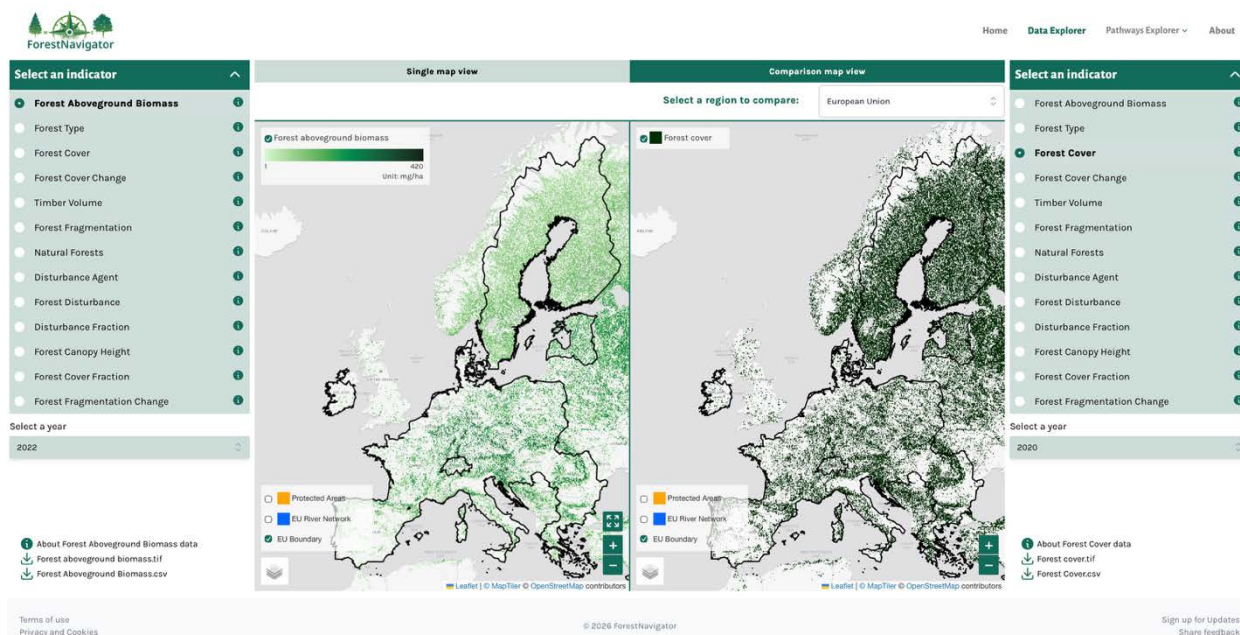 ForestNavigator
Home Data Explorer Pathways Explorer About
Select an indicator
Forest Aboveground Biomass
Forest Type
Forest Cover
Forest Cover Change
Timber Volume
Forest Fragmentation
Natural Forests
Disturbance Agent
Forest Disturbance
Disturbance Fraction
Forest Canopy Height
Forest Cover Fraction
Forest Fragmentation Change
Select a year
2022
About Forest Aboveground Biomass data
Forest aboveground biomass.tif
Forest Aboveground Biomass.csv
Single map view
Comparison map view
Select a region to compare: European Union
Forest aboveground biomass
1 420
Unit: mg/ha
Protected Areas
EU River Network
EU Boundary
Leaflet | © MapTiler © OpenStreetMap contributors
Forest cover
Protected Areas
EU River Network
EU Boundary
Leaflet | © MapTiler © OpenStreetMap contributors
Select an indicator
Forest Aboveground Biomass
Forest Type
Forest Cover
Forest Cover Change
Timber Volume
Forest Fragmentation
Natural Forests
Disturbance Agent
Forest Disturbance
Disturbance Fraction
Forest Canopy Height
Forest Cover Fraction
Forest Fragmentation Change
Select a year
2020
About Forest Cover data
Forest cover.tif
Forest Cover.csv
Terms of use
Privacy and Cookies
© 2026 ForestNavigator
Sign up for Updates
Share feedback